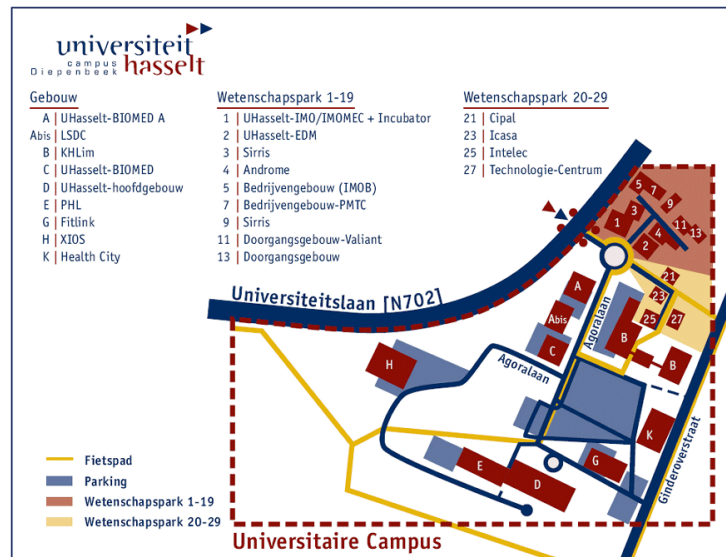 universiteit
campus
Diepenbeek hasselt
Gebouw
A | UHasselt-BIOMED A
Abis | LSDC
B | KHLim
C | UHasselt-BIOMED
D | UHasselt-hoofdgebouw
E | PHL
G | Fitlink
H | XIOS
K | Health City
Wetenschapspark 1-19
1 | UHasselt-IMO/IMOMEC + Incubator
2 | UHasselt-EDM
3 | Sirris
4 | Androme
5 | Bedrijvengebouw (IMOB)
7 | Bedrijvengebouw-PMTC
9 | Sirris
11 | Doorgangsgebouw-Valiant
13 | Doorgangsgebouw
Wetenschapspark 20-29
21 | Cipal
23 | Icasa
25 | Intelec
27 | Technologie-Centrum
5
7
9
3
1
11
13
4
2
21
23
25
27
A
Abis
C
B
B
H
K
E
D
G
Universiteitslaan [N702]
Agoralaan
Agoralaan
Ginderoverstraat
Fietspad
Parking
Wetenschapspark 1-19
Wetenschapspark 20-29
Universitaire Campus